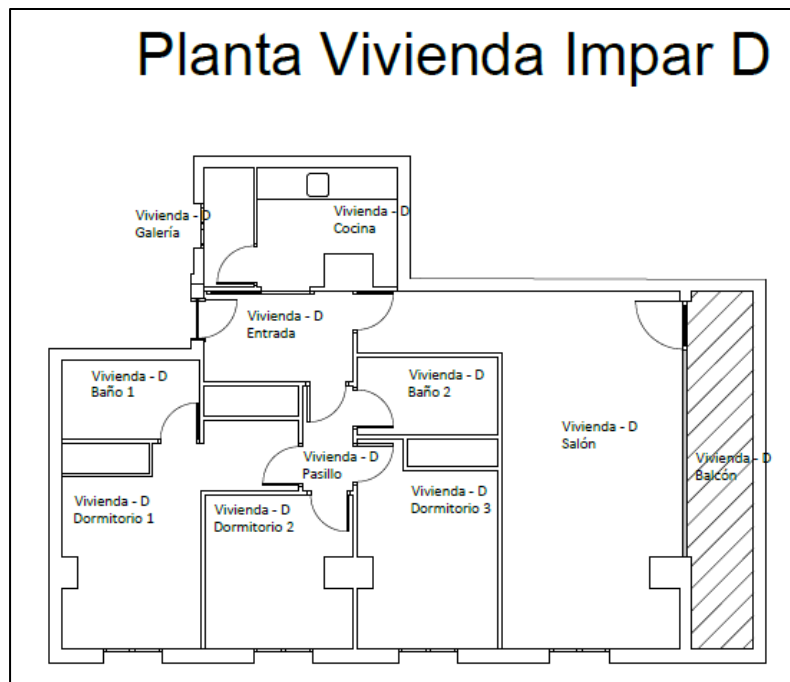 Planta Vivienda Impar D
Vivienda - D
Galería
Vivienda - D
Cocina
Vivienda - D
Entrada
Vivienda - D
Baño 1
Vivienda - D
Baño 2
Vivienda - D
Salón
Vivienda - D
Pasillo
Vivienda - D
Balcón
Vivienda - D
Dormitorio 1
Vivienda - D
Dormitorio 2
Vivienda - D
Dormitorio 3